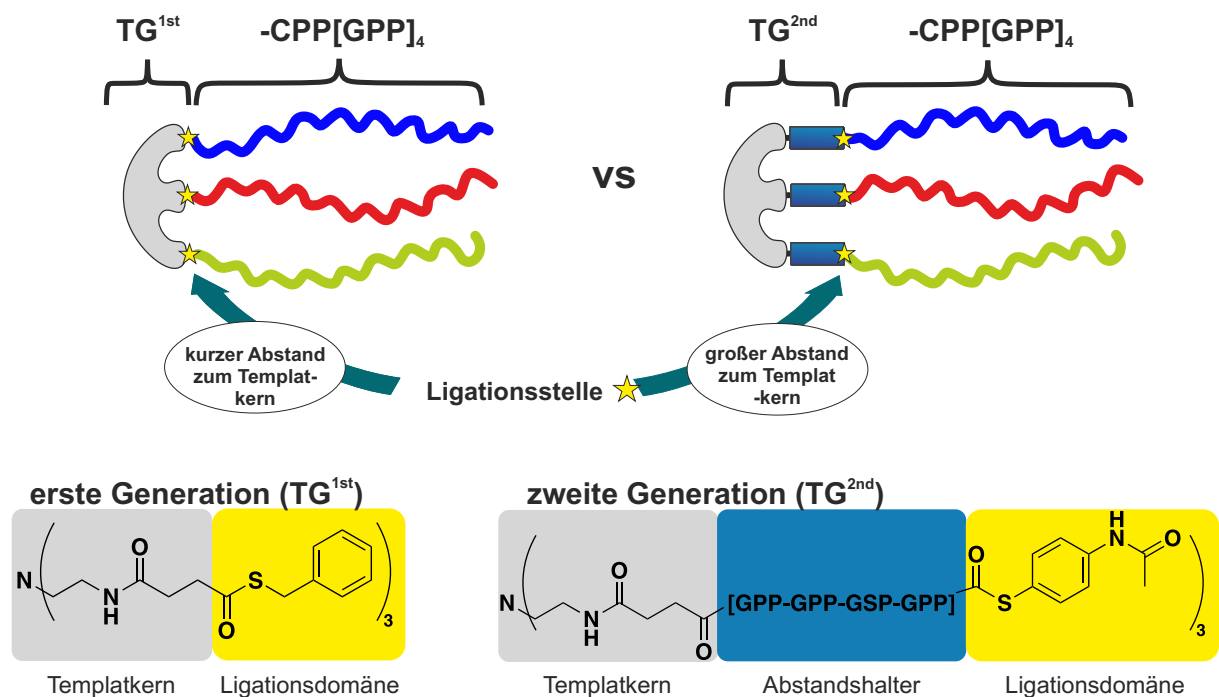 TG1st -CPP[GPP]4
TG2nd -CPP[GPP]4
vs
kurzer Abstand
zum Templat-
kern
großer Abstand
zum Templat
-kern
Ligationsstelle
erste Generation (TG1st)
N
O
N
H
O
S
3
Templatkern
Ligationsdomäne
zweite Generation (TG2nd)
N
O
N
H
O
[GPP-GPP-GSP-GPP]
O
S
H
N
O
3
Templatkern
Abstandshalter
Ligationsdomäne